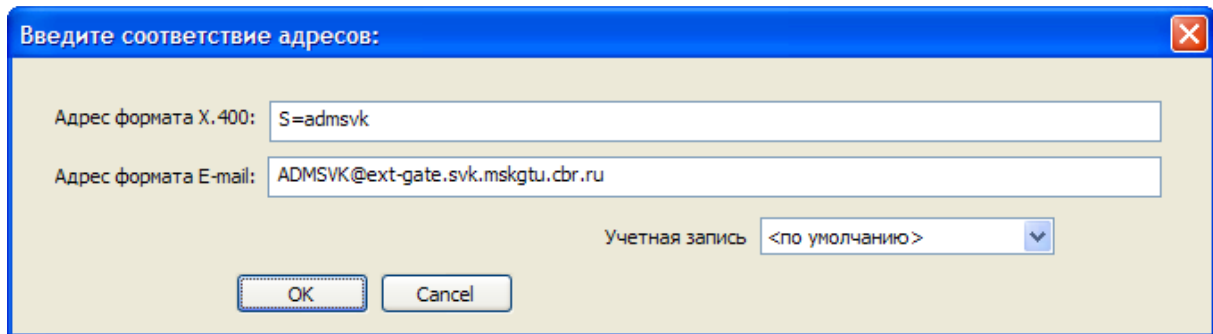 Введите соответствие адресов:
Адрес формата X.400: S=admsvk
Адрес формата E-mail: ADMSVK@ext-gate.svk.mskgtu.cbr.ru
Учетная запись <по умолчанию>
OK Cancel